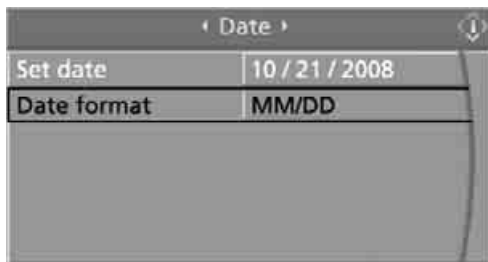 Date
Set date 10 / 21 / 2008
Date format MM/DD